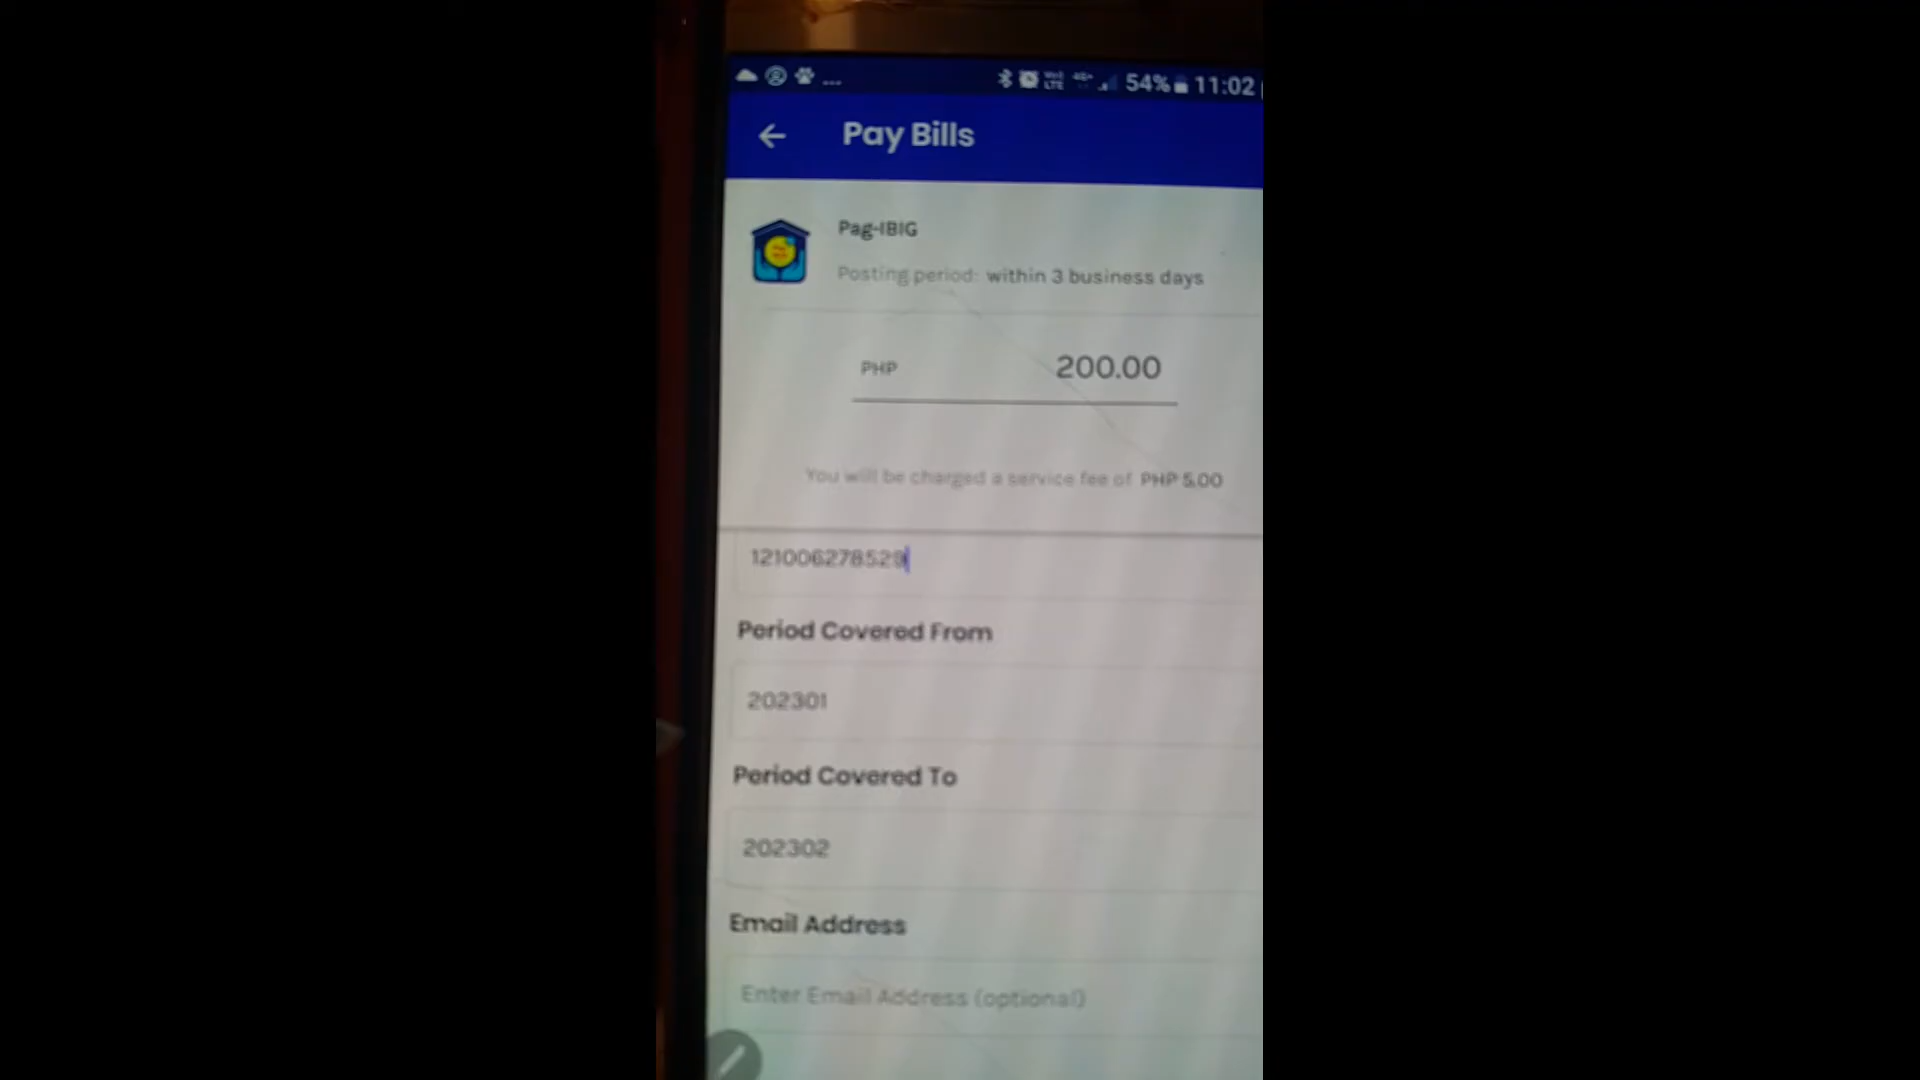 ... 54% 11:02
Pay Bills
Pag-IBIG
Posting period: within 3 business days
PHP 200.00
You will be charged a service fee of PHP 5.00
121006278529
Period Covered From
202301
Period Covered To
202302
Email Address
Enter Email Address (optional)